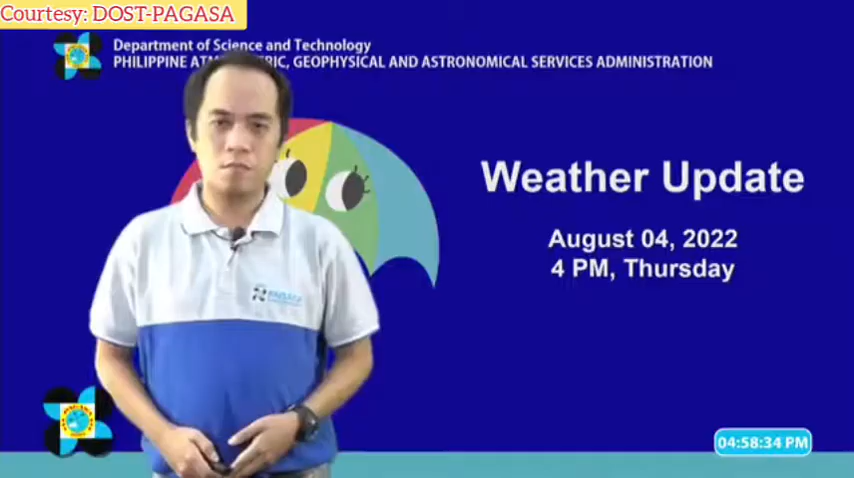 Courtesy: DOST-PAGASA
Department of Science and Technology
PHILIPPINE ATM RIC, GEOPHYSICAL AND ASTRONOMICAL SERVICES ADMINISTRATION
Weather Update
August 04, 2022
4 PM, Thursday
PAGASA
04:58:34 PM